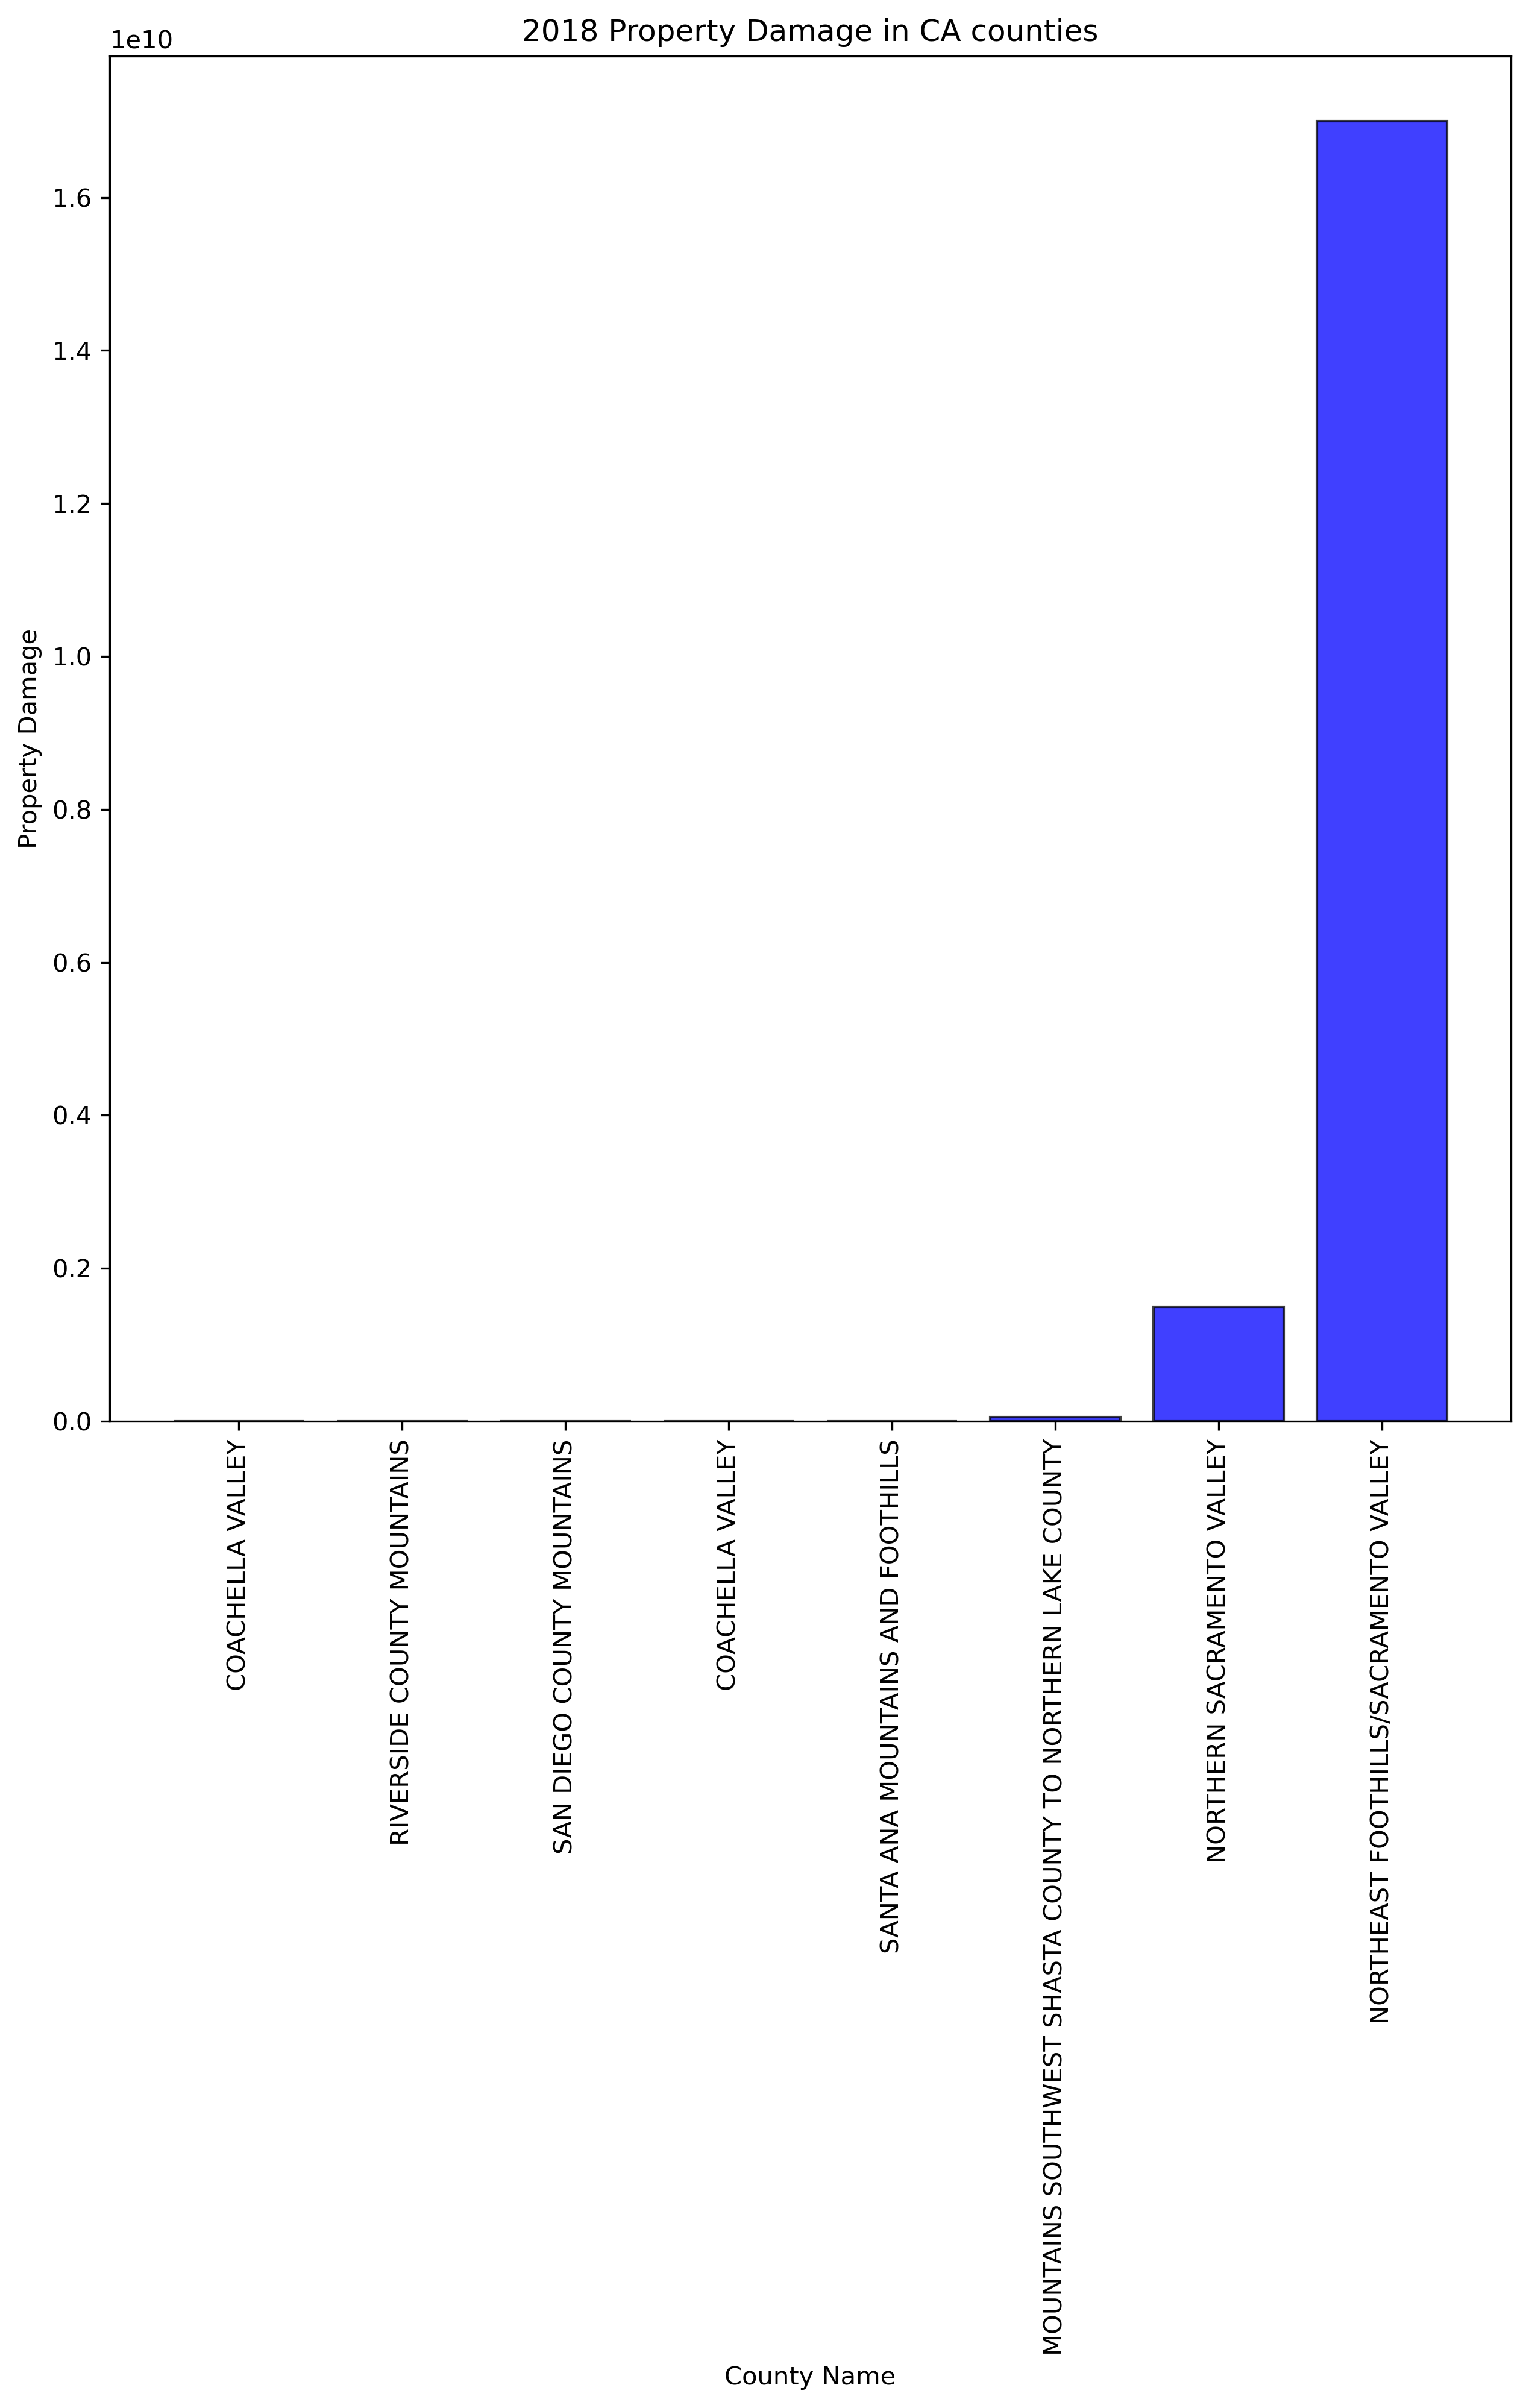 2018 Property Damage in CA counties
1e10
Property Damage
1.6
1.4
1.2
1.0
0.8
0.6
0.4
0.2
0.0
COACHELLA VALLEY
RIVERSIDE COUNTY MOUNTAINS
SAN DIEGO COUNTY MOUNTAINS
COACHELLA VALLEY
SANTA ANA MOUNTAINS AND FOOTHILLS
MOUNTAINS SOUTHWEST SHASTA COUNTY TO NORTHERN LAKE COUNTY
NORTHERN SACRAMENTO VALLEY
NORTHEAST FOOTHILLS/SACRAMENTO VALLEY
County Name